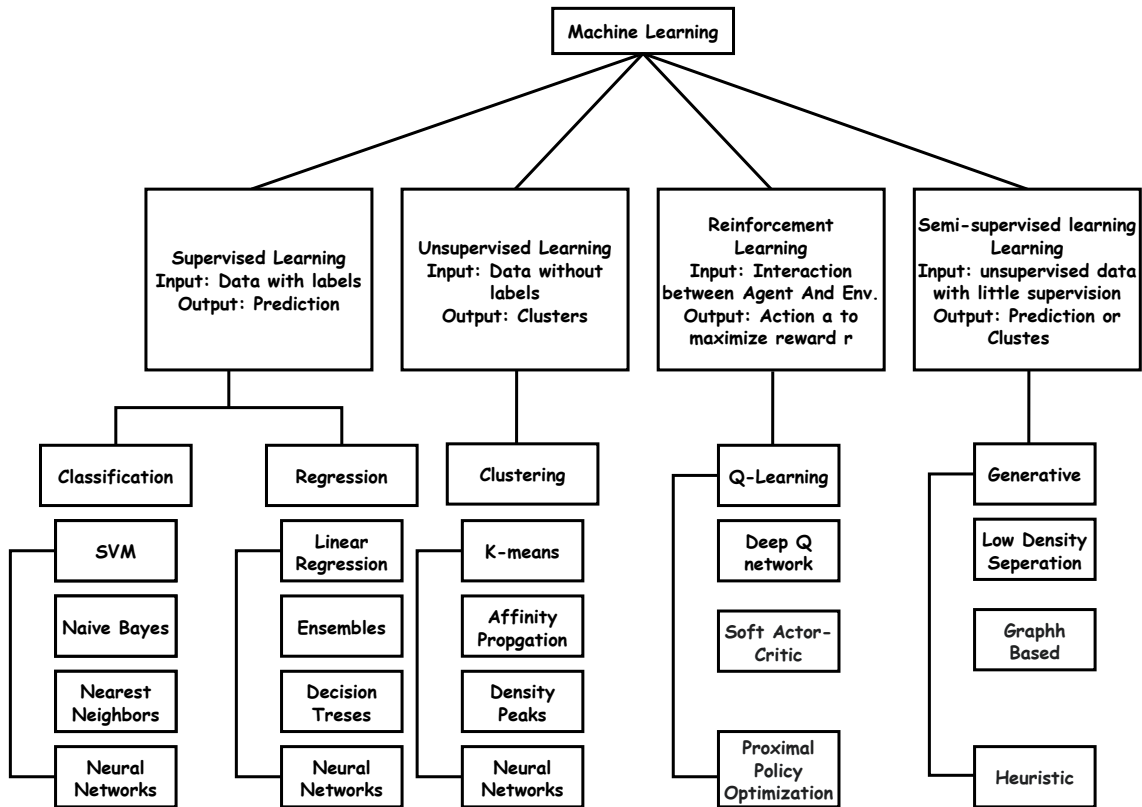 Machine Learning
Supervised Learning
Input: Data with labels
Output: Prediction
Unsupervised Learning
Input: Data without
labels
Output: Clusters
Reinforcement
Learning
Input: Interaction
between Agent And Env.
Output: Action a to
maximize reward r
Semi-supervised learning
Learning
Input: unsupervised data
with little supervision
Output: Prediction or
Clustes
Classification
Regression
Clustering
Q-Learning
Generative
SVM
Linear
Regression
K-means
Deep Q
network
Low Density
Seperation
Naive Bayes
Ensembles
Affinity
Propgation
Soft Actor-
Critic
Graphh
Based
Nearest
Neighbors
Decision
Treses
Density
Peaks
Neural
Networks
Neural
Networks
Neural
Networks
Proximal
Policy
Optimization
Heuristic